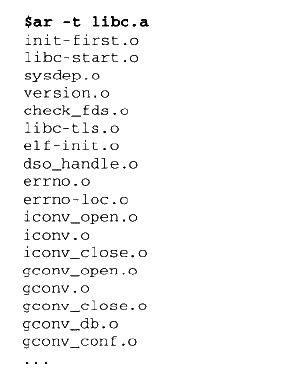 $ar -t libc.a
init-first.o
libc-start.o
sysdep.o
version.o
check_fds.o
libc-tls.o
elf-init.o
dso_handle.o
errno.o
errno-loc.o
iconv_open.o
iconv.o
iconv_close.o
gconv_open.o
gconv.o
gconv_close.o
gconv_db.o
gconv_conf.o
...